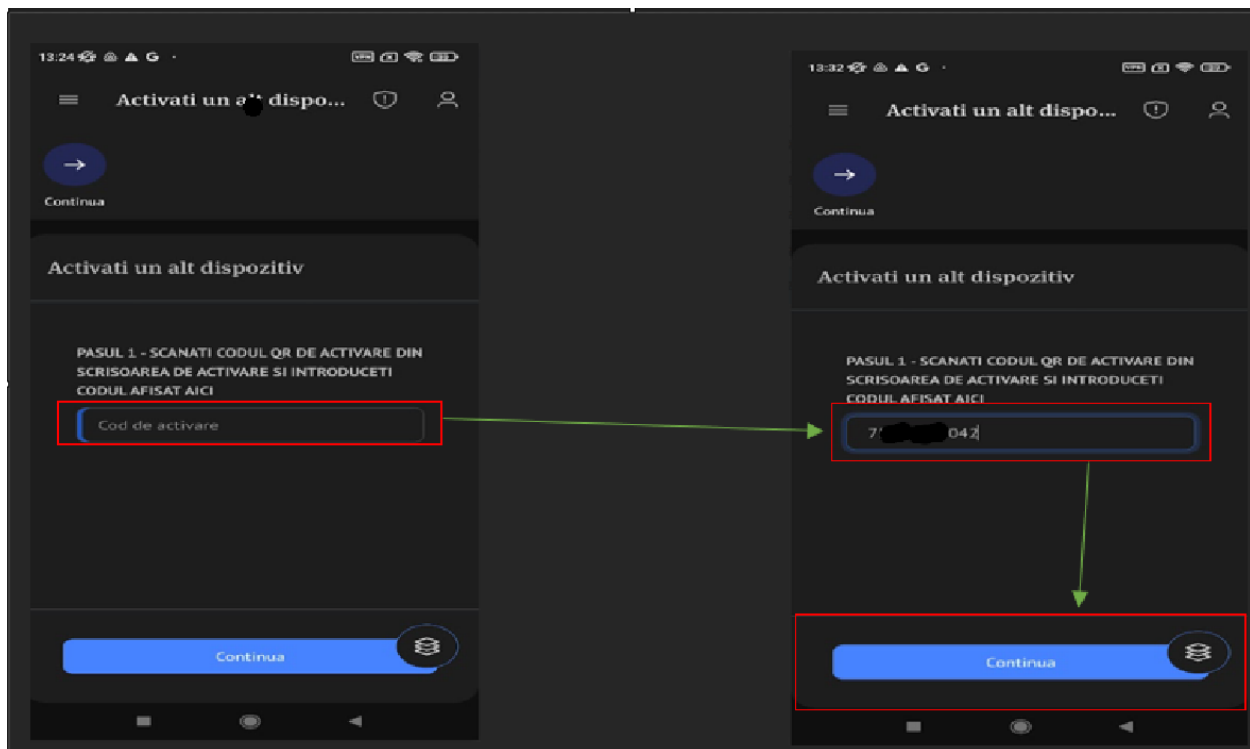 13:24 G
Activati un dispo...
Continua
Activati un alt dispozitiv
PASUL 1 - SCANATI CODUL QR DE ACTIVARE DIN
SCRISOAREA DE ACTIVARE SI INTRODUCETI
CODUL AFISAT AICI
Cod de activare
Continua
13:32 G
Activati un alt dispo...
Continua
Activati un alt dispozitiv
PASUL 1 - SCANATI CODUL QR DE ACTIVARE DIN
SCRISOAREA DE ACTIVARE SI INTRODUCETI
CODUL AFISAT AICI
7 042
Continua